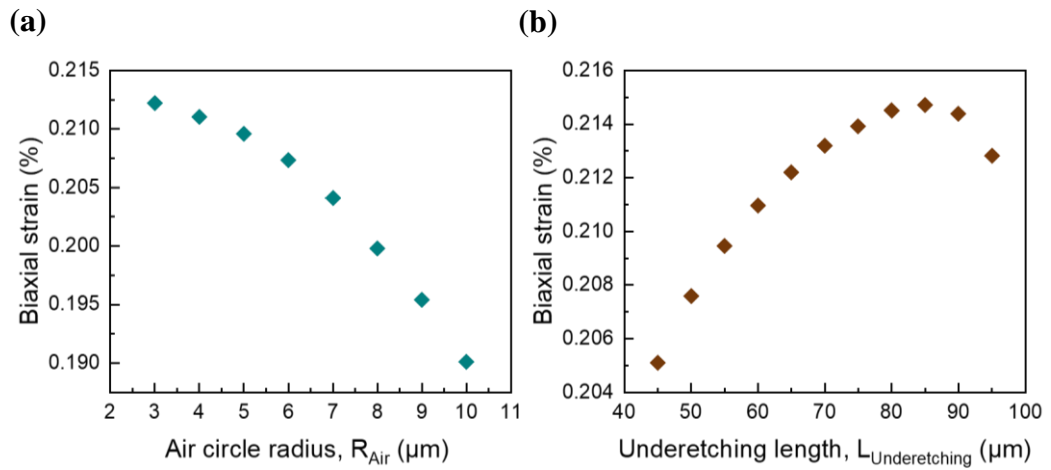 (a)
0.215
0.210
0.205
0.200
0.195
0.190
Biaxial strain (%)
2 3 4 5 6 7 8 9 10 11
Air circle radius, R_Air (µm)
(b)
0.216
0.214
0.212
0.210
0.208
0.206
0.204
Biaxial strain (%)
40 50 60 70 80 90 100
Underetching length, L_Underetching (µm)